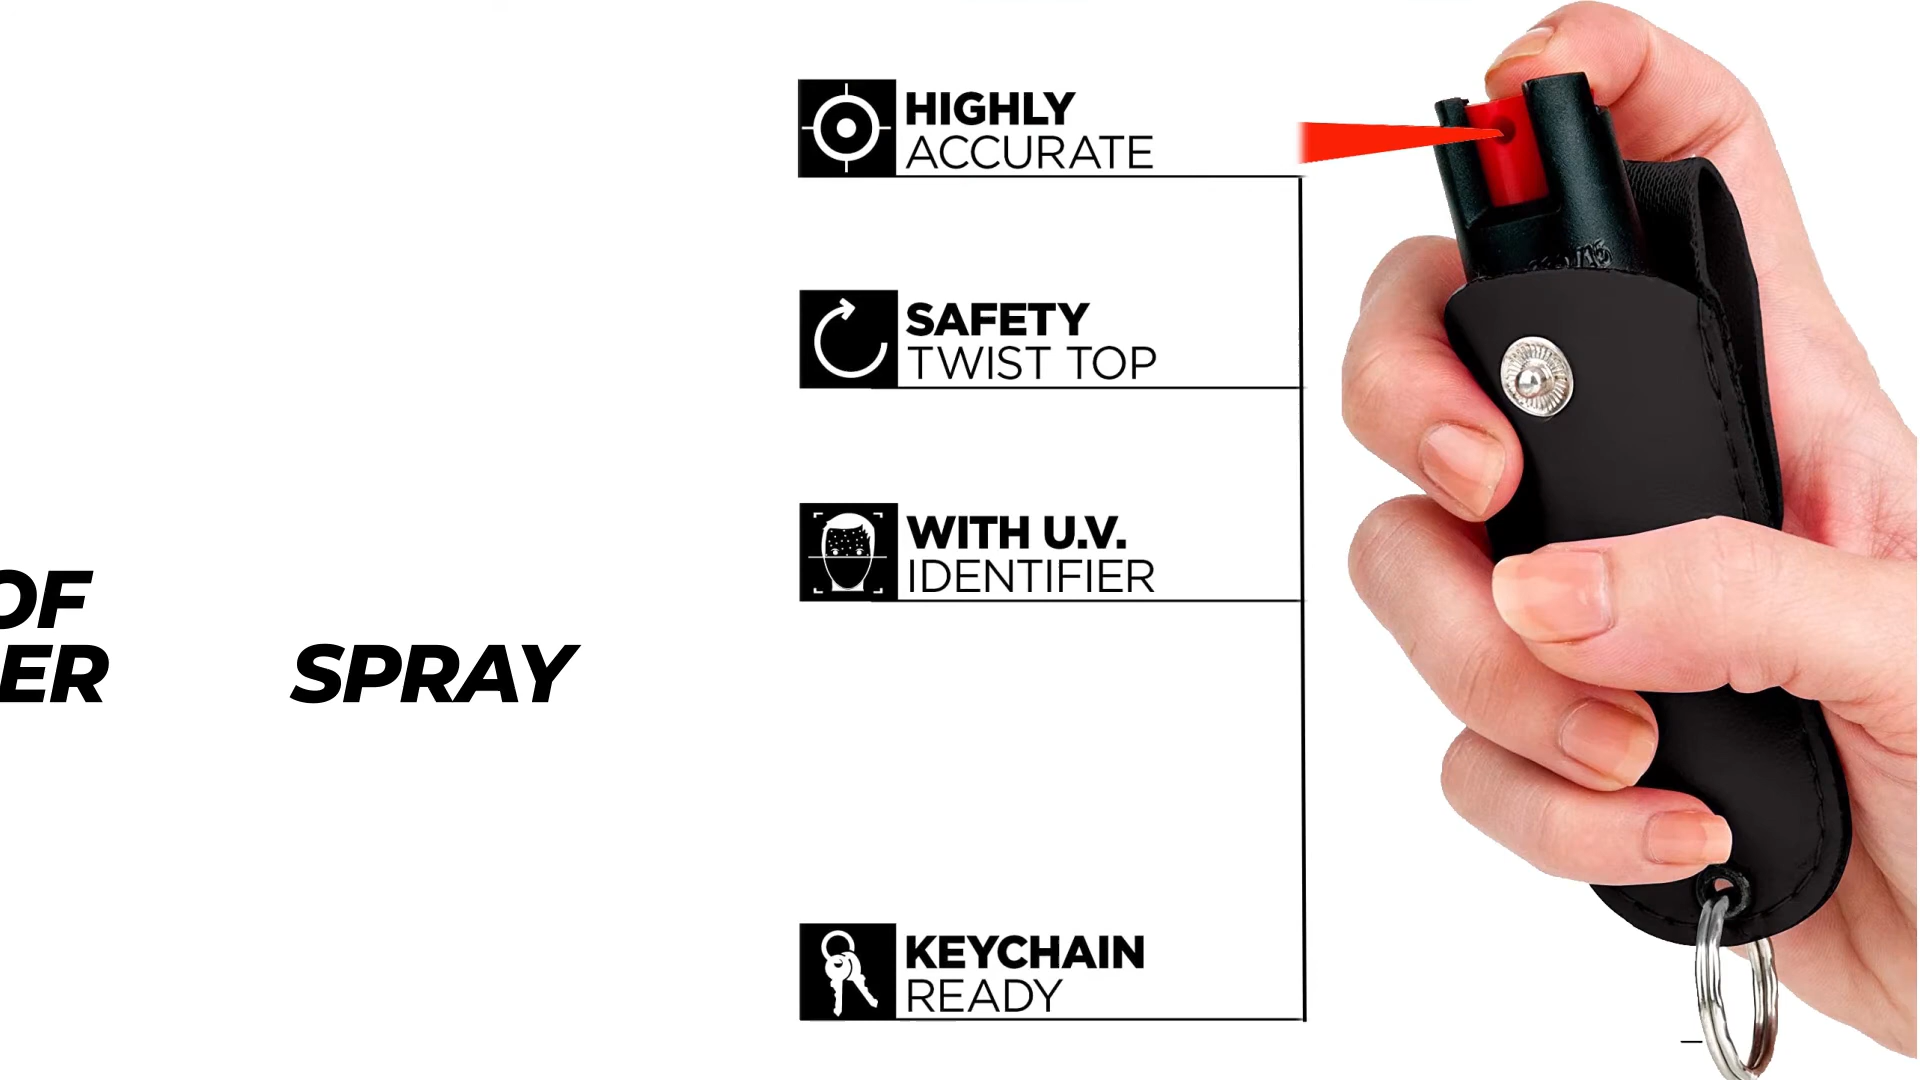 HIGHLY
ACCURATE
SAFETY
TWIST TOP
WITH U.V.
IDENTIFIER
OF
ER SPRAY
KEYCHAIN
READY